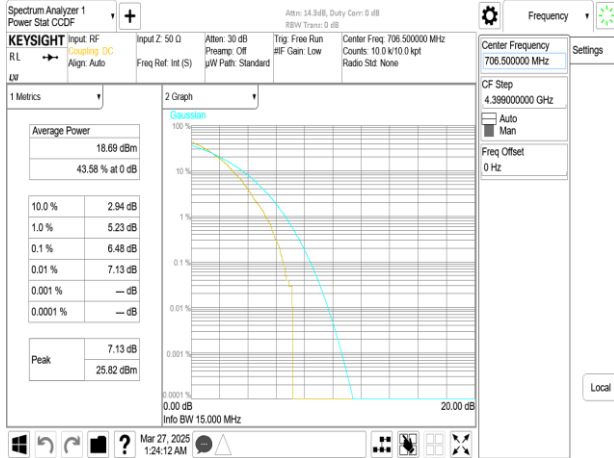 Spectrum Analyzer 1
Power Stat CCDF
Attn: 14.3dB, Duty Corr: 0 dB
RBW Trans: 0 dB
Frequency
KEYSIGHT
RL
LXI
Input: RF
Coupling: DC
Align: Auto
Input Z: 50 Ω
Freq Ref: Int (S)
Atten: 30 dB
Preamp: Off
µW Path: Standard
Trig: Free Run
#IF Gain: Low
Center Freq: 706.500000 MHz
Counts: 10.0 k/10.0 kpt
Radio Std: None
Center Frequency
706.500000 MHz
Settings
CF Step
4.399000000 GHz
Auto
Man
Freq Offset
0 Hz
1 Metrics
Average Power
18.69 dBm
43.58 % at 0 dB
10.0 % 2.94 dB
1.0 % 5.23 dB
0.1 % 6.48 dB
0.01 % 7.13 dB
0.001 % --- dB
0.0001 % --- dB
Peak
7.13 dB
25.82 dBm
2 Graph
Gaussian
100 %
10 %
1 %
0.1 %
0.01 %
0.001 %
0.0001 %
0.00 dB
20.00 dB
Info BW 15.000 MHz
Local
?
Mar 27, 2025
1:24:12 AM